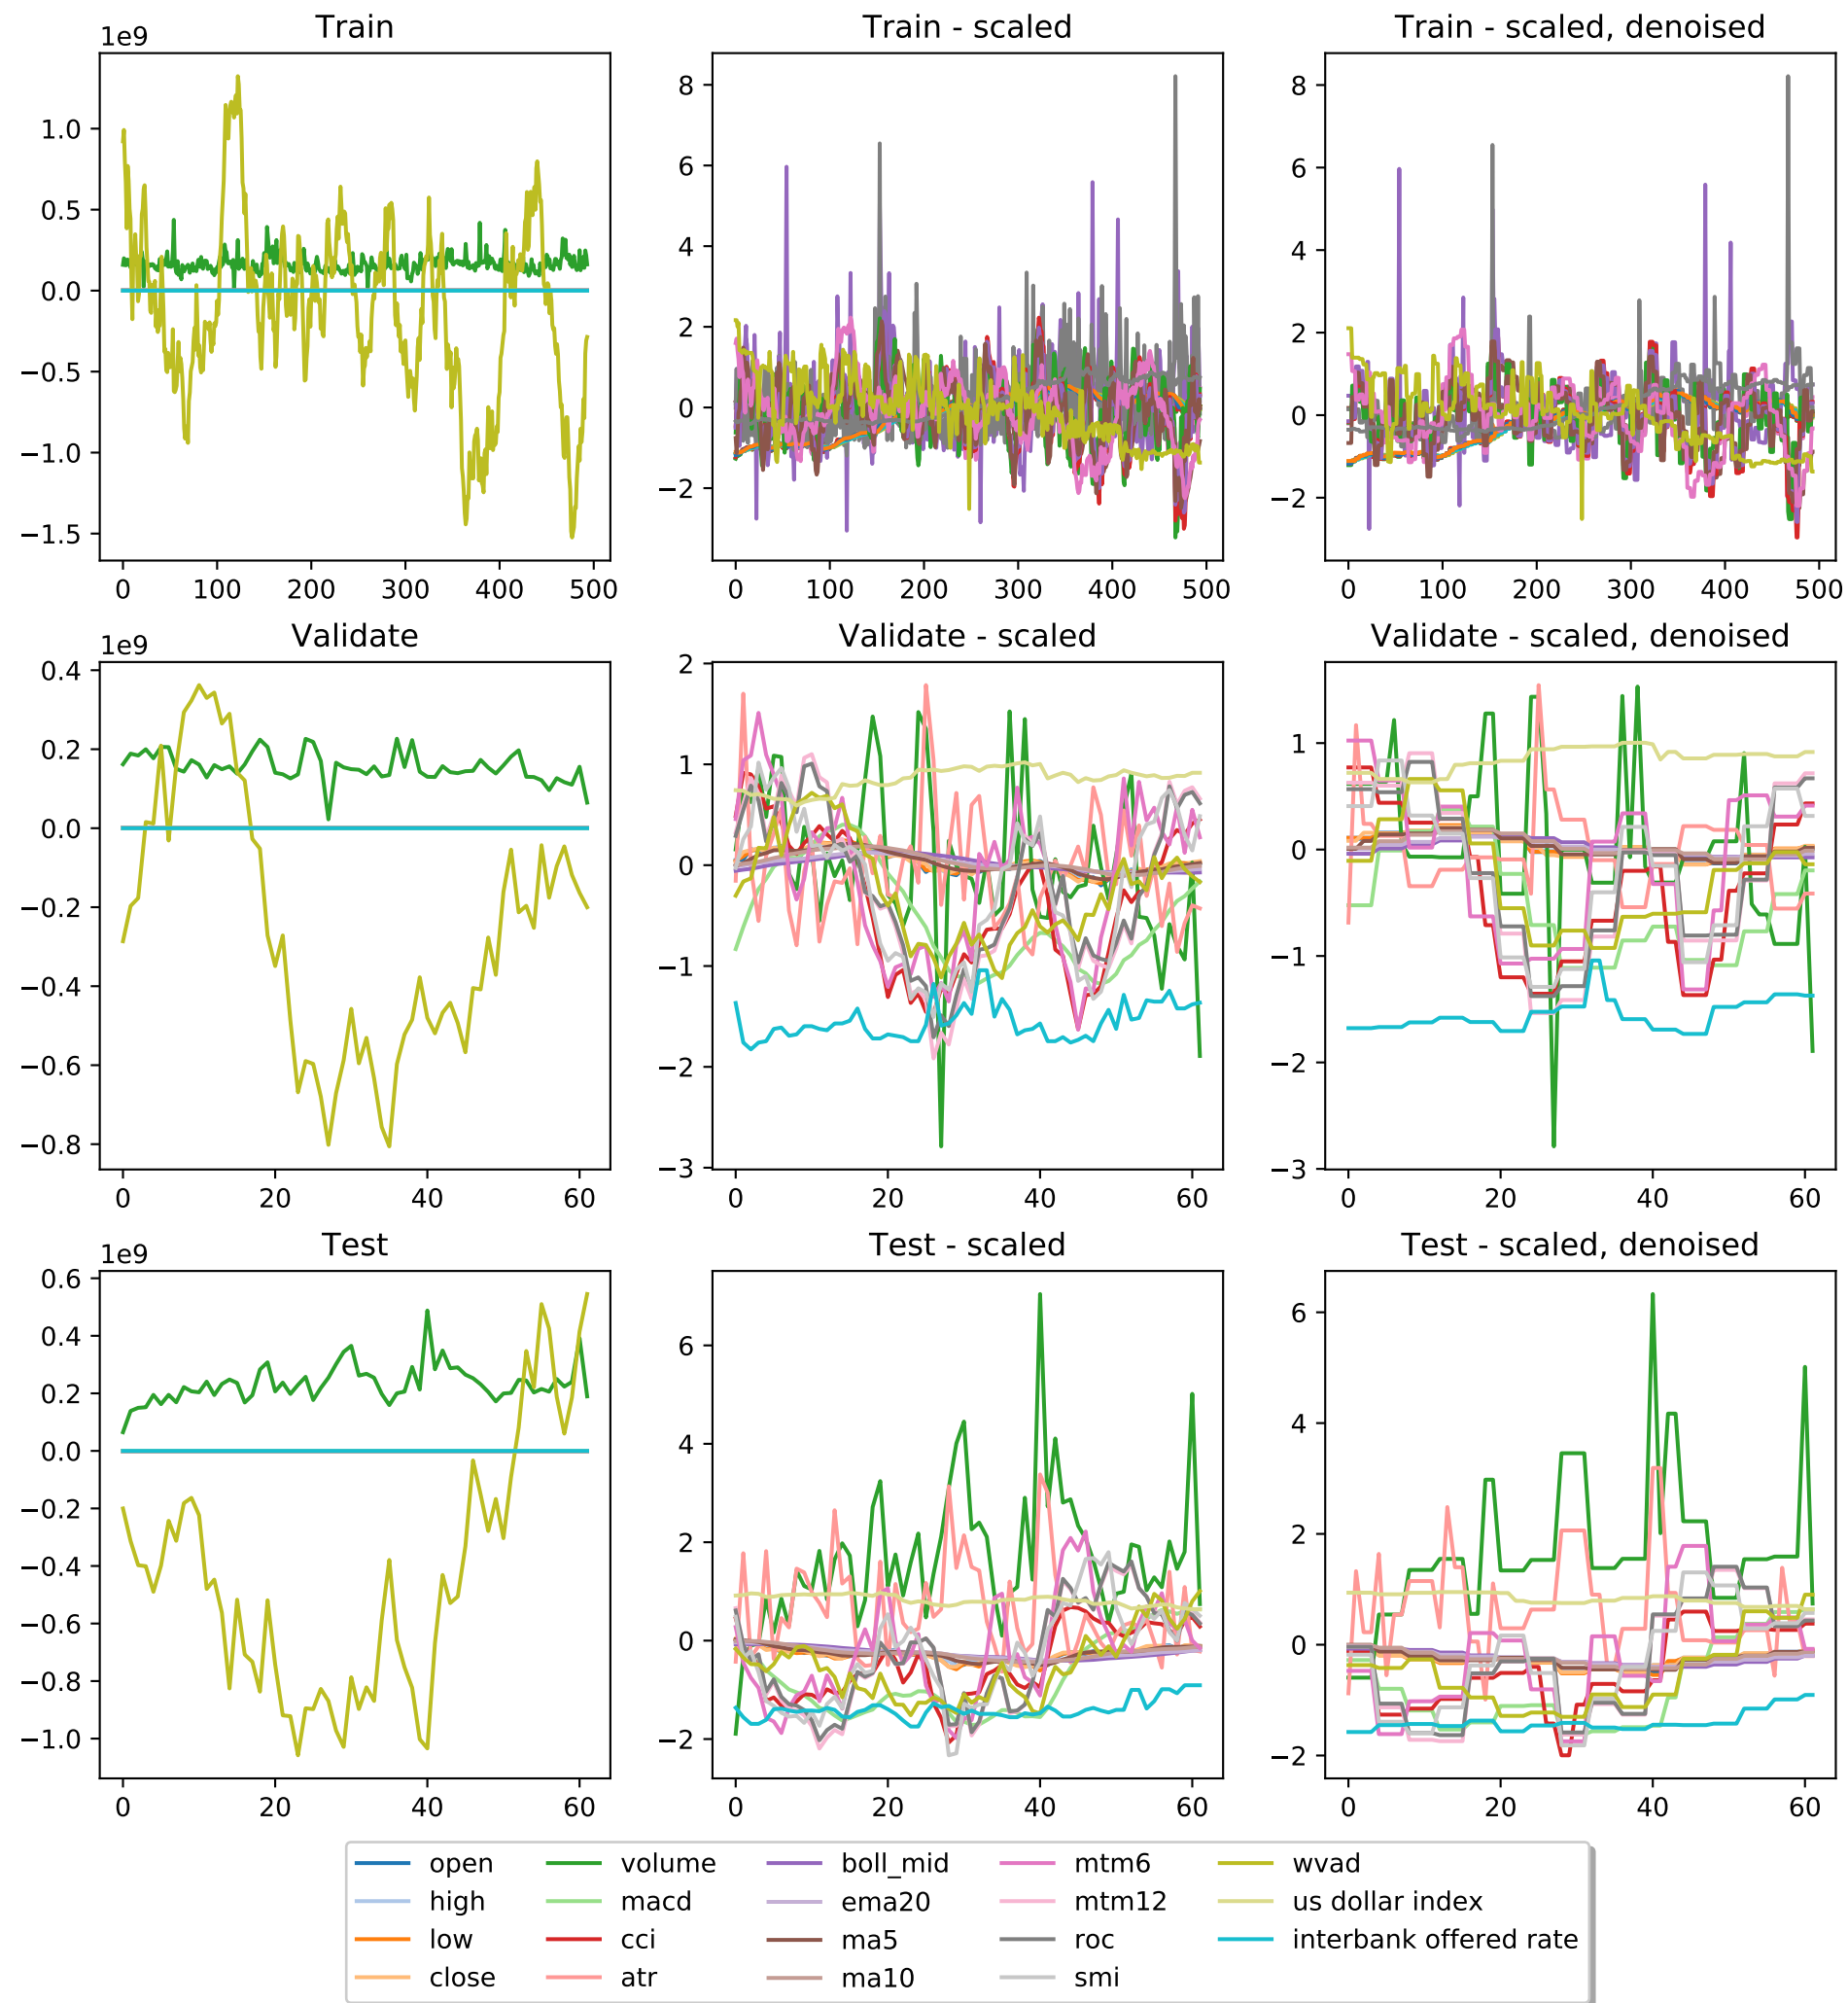 Train
Train - scaled
Train - scaled, denoised
1e9
1.0
0.5
0.0
−0.5
−1.0
−1.5
0 100 200 300 400 500
8
6
4
2
0
−2
0 100 200 300 400 500
8
6
4
2
0
−2
0 100 200 300 400 500
Validate
Validate - scaled
Validate - scaled, denoised
1e9
0.4
0.2
0.0
−0.2
−0.4
−0.6
−0.8
0 20 40 60
2
1
0
−1
−2
−3
0 20 40 60
1
0
−1
−2
−3
0 20 40 60
Test
Test - scaled
Test - scaled, denoised
1e9
0.6
0.4
0.2
0.0
−0.2
−0.4
−0.6
−0.8
−1.0
0 20 40 60
6
4
2
0
−2
0 20 40 60
6
4
2
0
−2
0 20 40 60
open volume boll_mid mtm6 wvad
high macd ema20 mtm12 us dollar index
low cci ma5 roc interbank offered rate
close atr ma10 smi